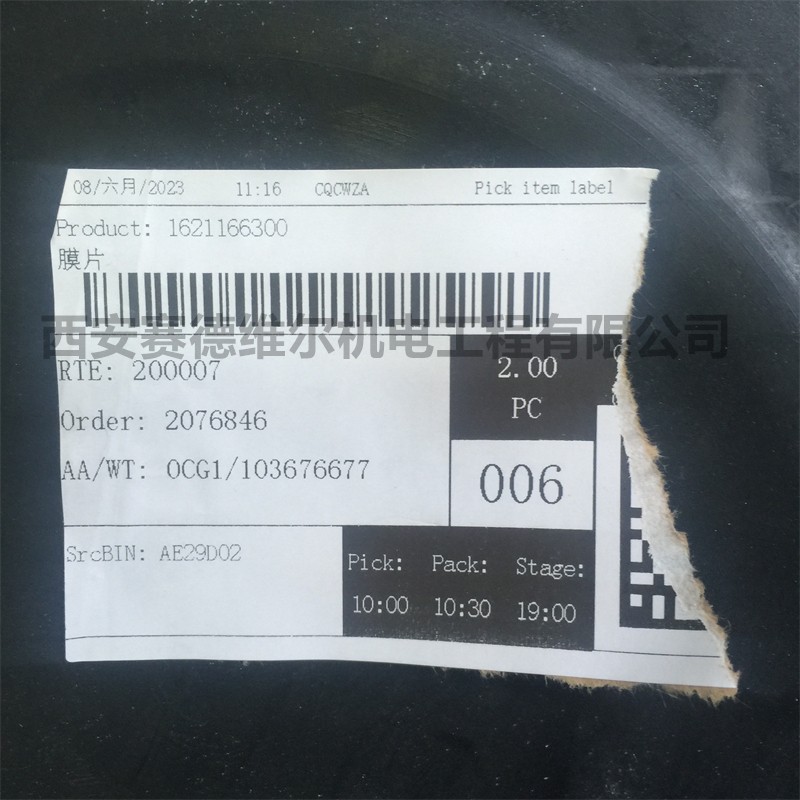 08/六月/2023 11:16 CQCWZA Pick item label
Product: 1621166300
膜片
西安赛德维尔机电工程有限公司
RTE: 200007
2.00
PC
Order: 2076846
AA/WT: OCG1/103676677
006
SrcBIN: AE29D02
Pick: Pack: Stage:
10:00 10:30 19:00